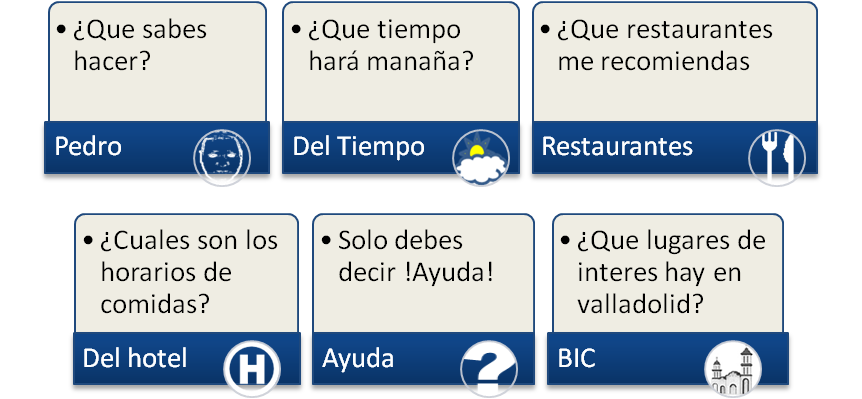 • ¿Que sabes
hacer?
Pedro
• ¿Que tiempo
hará manaña?
Del Tiempo
• ¿Que restaurantes
me recomiendas
Restaurantes
• ¿Cuales son los
horarios de
comidas?
Del hotel
H
• Solo debes
decir !Ayuda!
Ayuda
?
• ¿Que lugares de
interes hay en
valladolid?
BIC